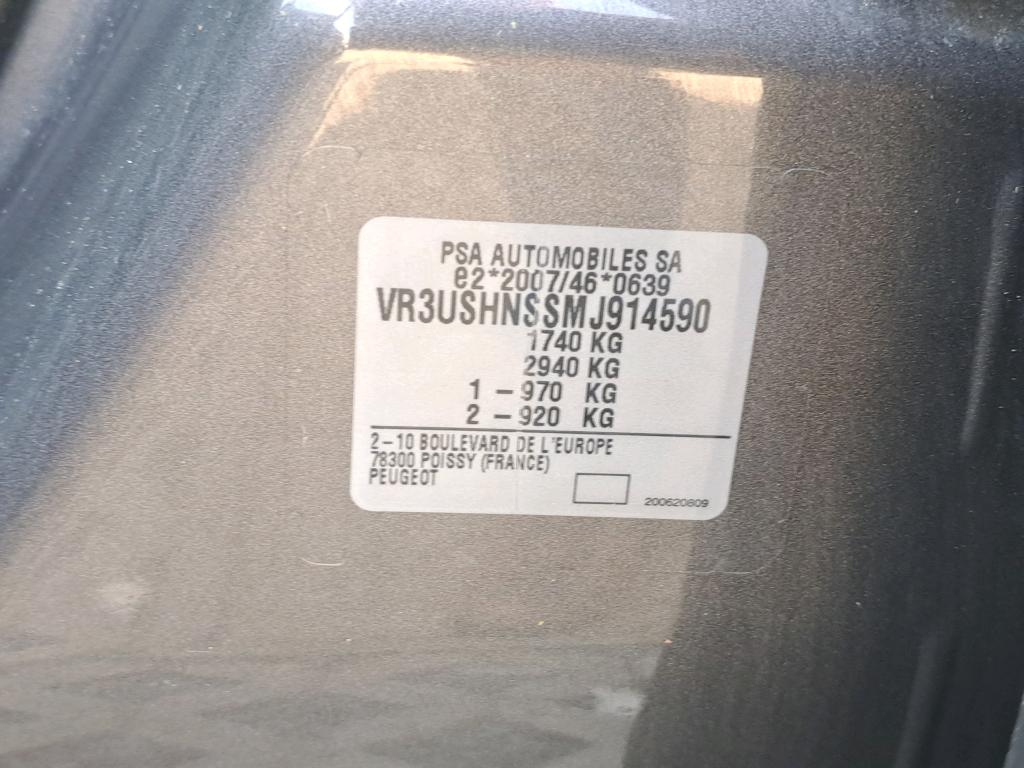 PSA AUTOMOBILES SA
e2*2007/46*0639
VR3USHNSSMJ914590
1740 KG
2940 KG
1 – 970 KG
2 – 920 KG
2–10 BOULEVARD DE L'EUROPE
78300 POISSY (FRANCE)
PEUGEOT
200620809